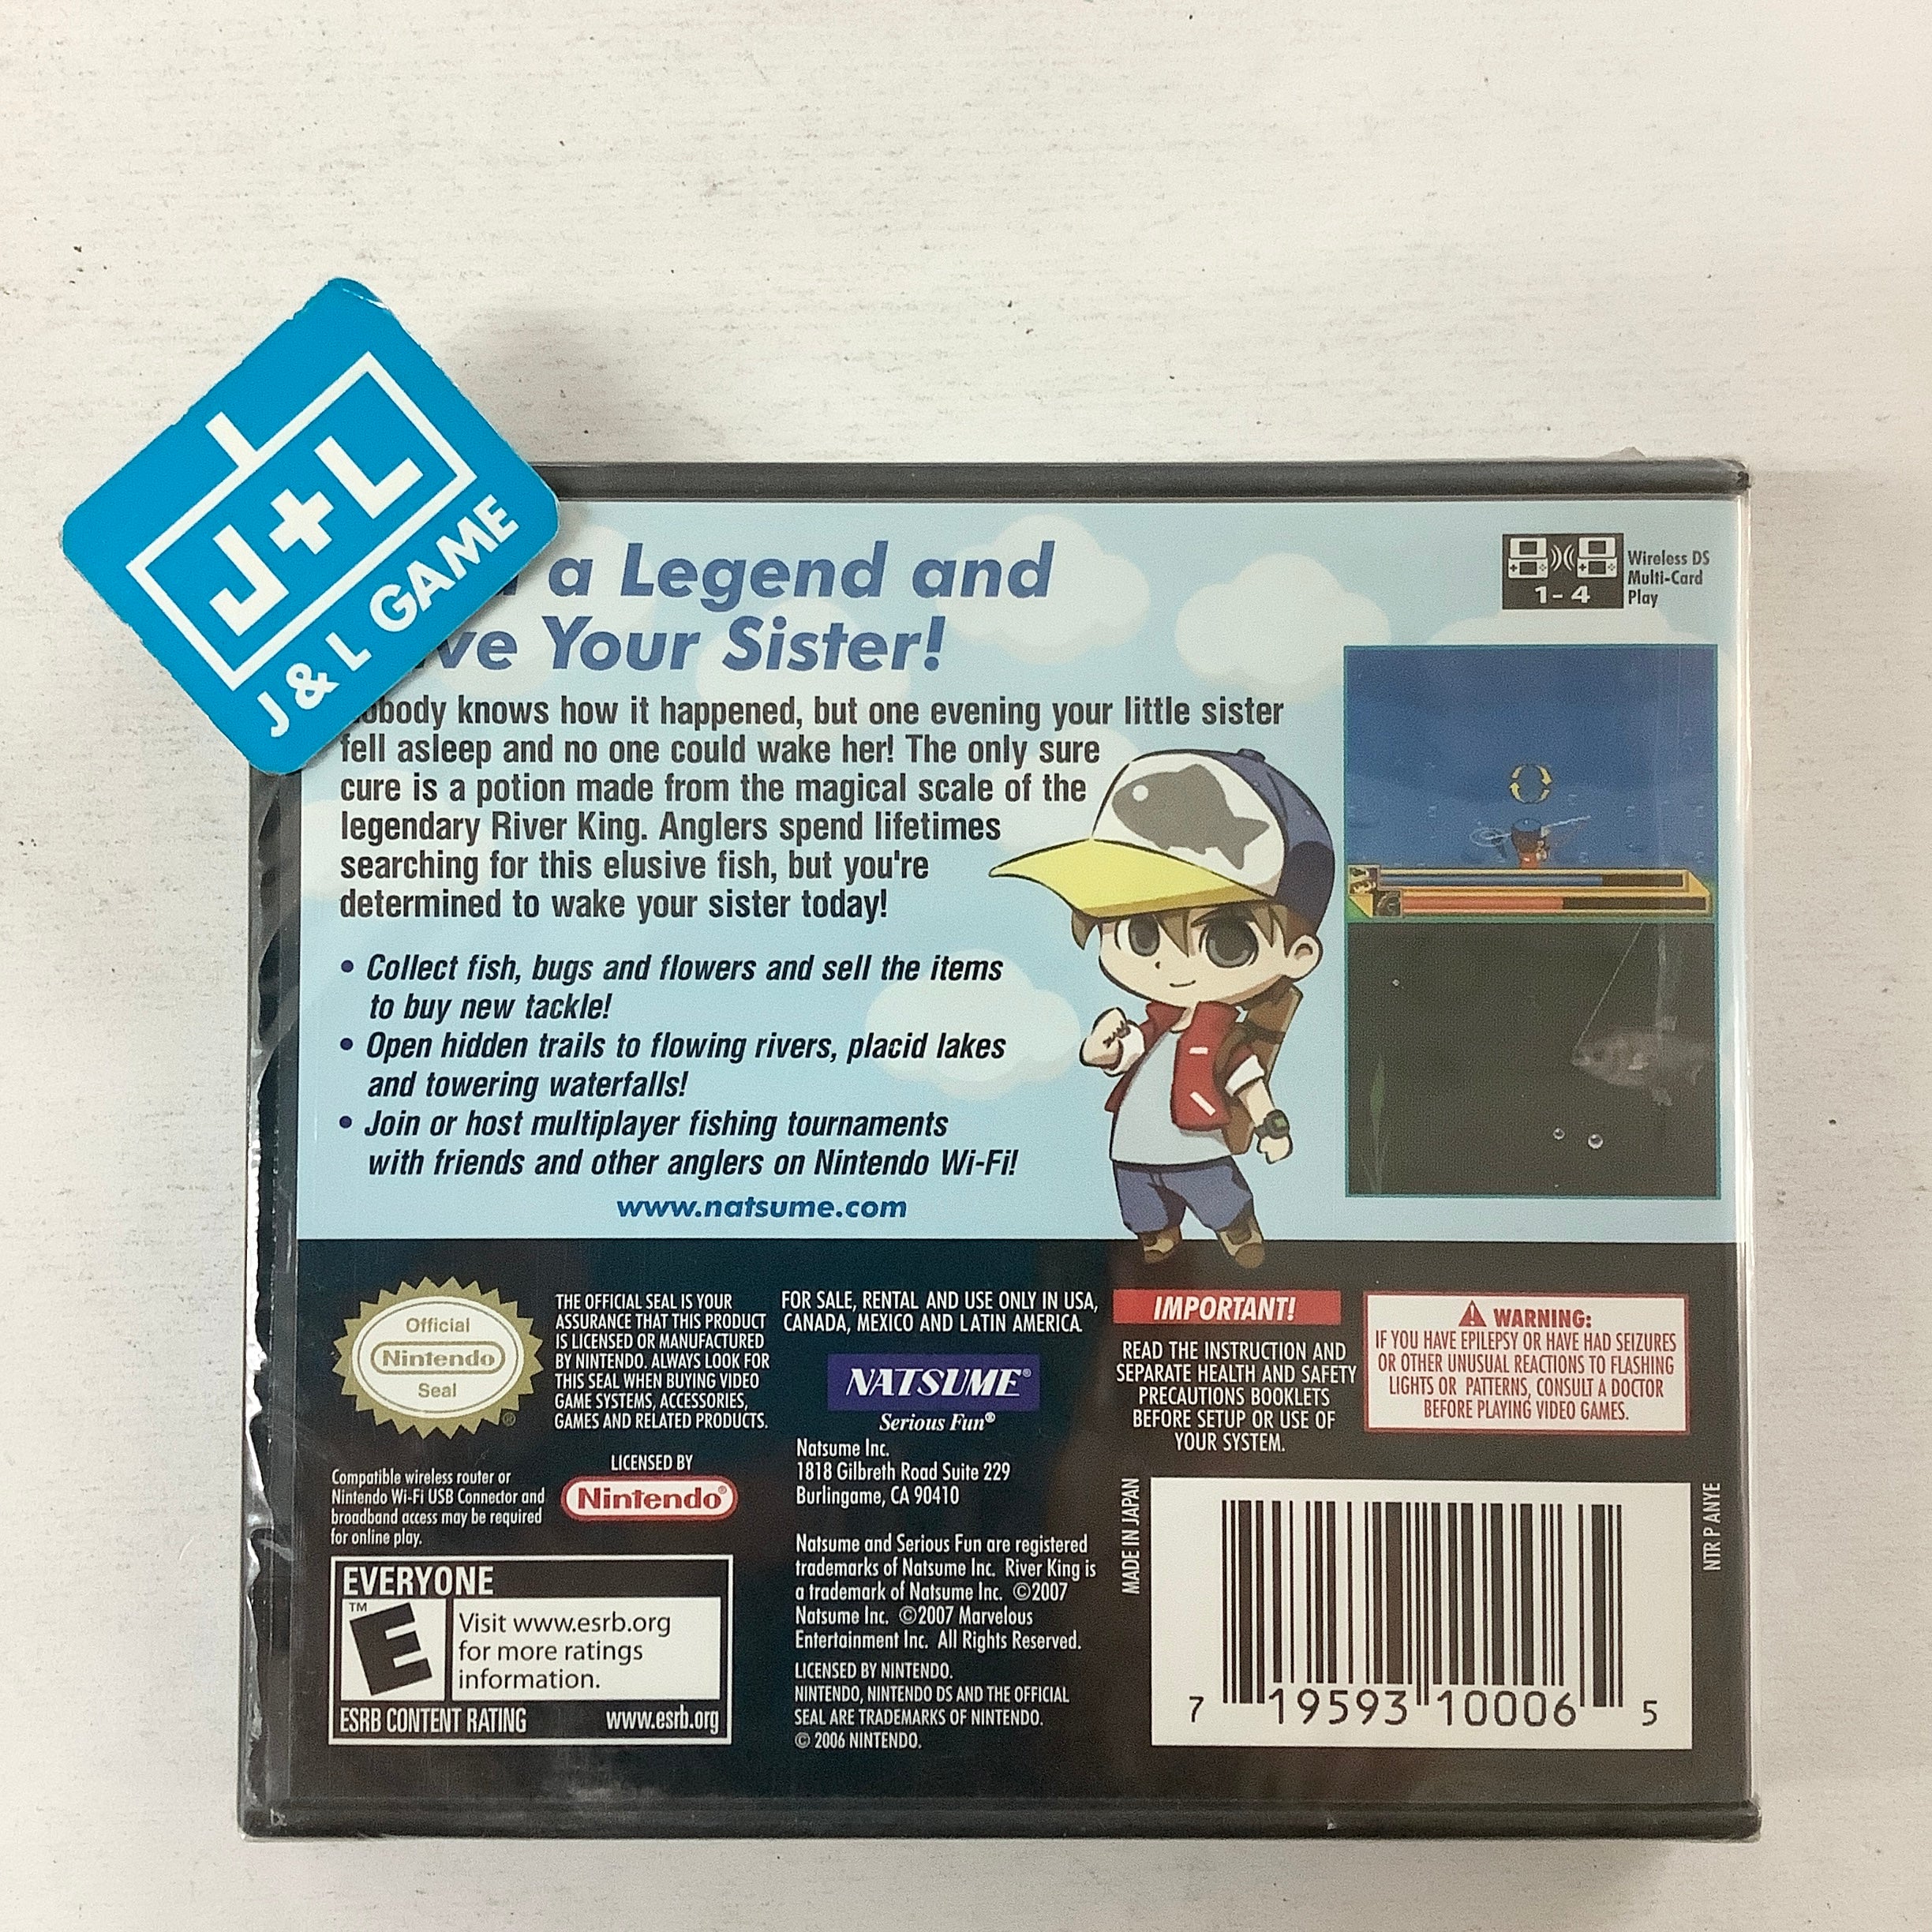 J+L
J & L GAME
a Legend and
Your Sister!
knows how it happened, but one evening your little sister
fell asleep and no one could wake her! The only sure
cure is a potion made from the magical scale of the
legendary River King. Anglers spend lifetimes
searching for this elusive fish, but you're
determined to wake your sister today!
• Collect fish, bugs and flowers and sell the items
to buy new tackle!
• Open hidden trails to flowing rivers, placid lakes
and towering waterfalls!
• Join or host multiplayer fishing tournaments
with friends and other anglers on Nintendo Wi-Fi!
www.natsume.com
1-4
Wireless DS
Multi-Card
Play
Official
Nintendo
Seal
®
THE OFFICIAL SEAL IS YOUR
ASSURANCE THAT THIS PRODUCT
IS LICENSED OR MANUFACTURED
BY NINTENDO. ALWAYS LOOK FOR
THIS SEAL WHEN BUYING VIDEO
GAME SYSTEMS, ACCESSORIES,
GAMES AND RELATED PRODUCTS.
LICENSED BY
Nintendo®
Compatible wireless router or
Nintendo Wi-Fi USB Connector and
broadband access may be required
for online play.
EVERYONE
™
E
Visit www.esrb.org
for more ratings
information.
ESRB CONTENT RATING www.esrb.org
FOR SALE, RENTAL AND USE ONLY IN USA,
CANADA, MEXICO AND LATIN AMERICA.
NATSUME®
Serious Fun®
Natsume Inc.
1818 Gilbreth Road Suite 229
Burlingame, CA 90410
Natsume and Serious Fun are registered
trademarks of Natsume Inc. River King is
a trademark of Natsume Inc. ©2007
Natsume Inc. ©2007 Marvelous
Entertainment Inc. All Rights Reserved.
LICENSED BY NINTENDO.
NINTENDO, NINTENDO DS AND THE OFFICIAL
SEAL ARE TRADEMARKS OF NINTENDO.
© 2006 NINTENDO.
IMPORTANT!
READ THE INSTRUCTION AND
SEPARATE HEALTH AND SAFETY
PRECAUTIONS BOOKLETS
BEFORE SETUP OR USE OF
YOUR SYSTEM.
WARNING:
IF YOU HAVE EPILEPSY OR HAVE HAD SEIZURES
OR OTHER UNUSUAL REACTIONS TO FLASHING
LIGHTS OR PATTERNS, CONSULT A DOCTOR
BEFORE PLAYING VIDEO GAMES.
MADE IN JAPAN
7 19593 10006 5
NTR P ANYE